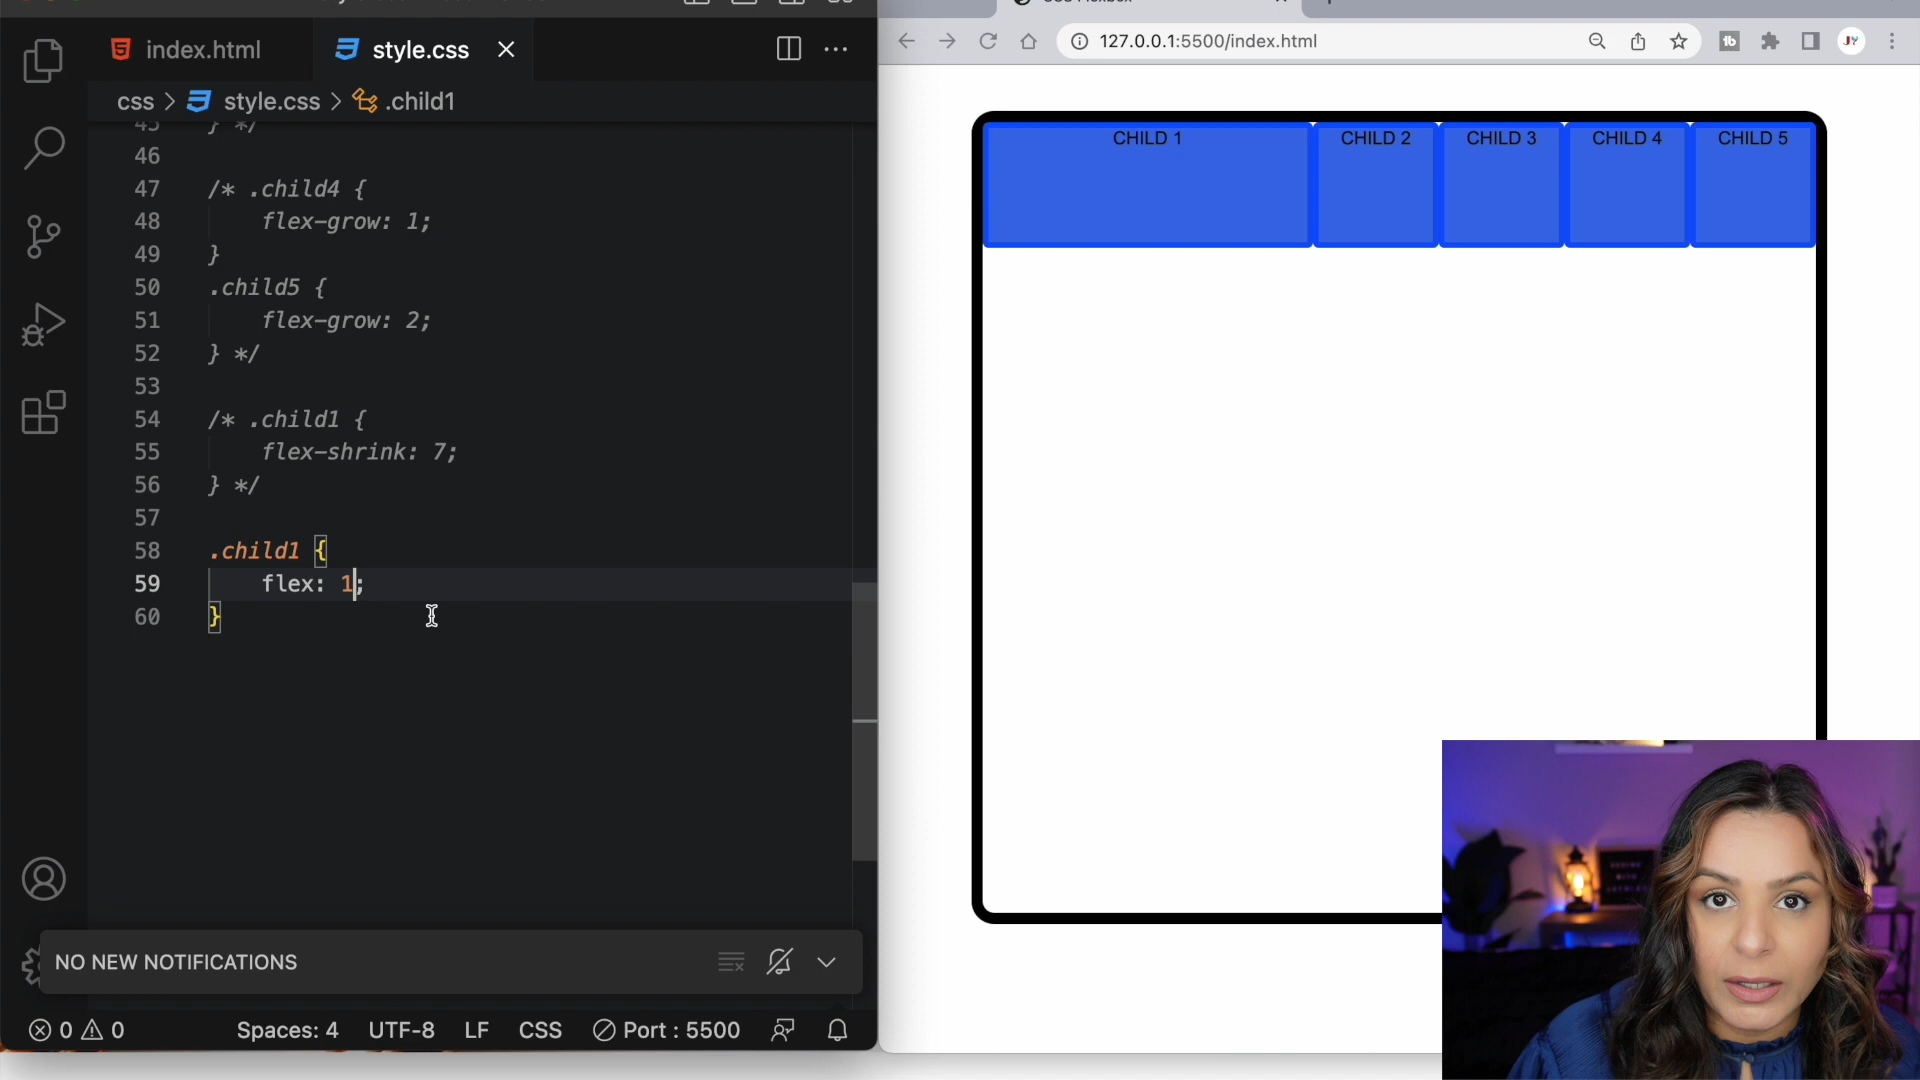 index.html
style.css
css > style.css > .child1
45 } */
46
47 /* .child4 {
48 flex-grow: 1;
49 }
50 .child5 {
51 flex-grow: 2;
52 } */
53
54 /* .child1 {
55 flex-shrink: 7;
56 } */
57
58 .child1 {
59 flex: 1;
60 }
NO NEW NOTIFICATIONS
0 0 Spaces: 4 UTF-8 LF CSS Port : 5500
127.0.0.1:5500/index.html
CHILD 1 CHILD 2 CHILD 3 CHILD 4 CHILD 5